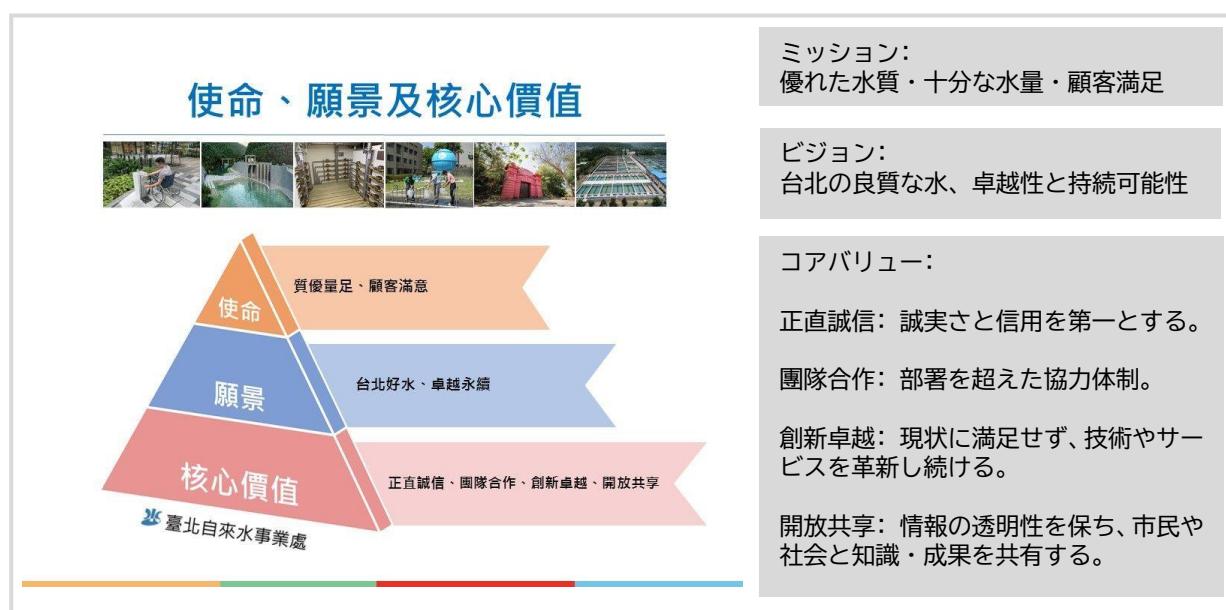 使命、願景及核心價值
使命
質優量足、顧客滿意
願景
台北好水、卓越永續
核心價值
正直誠信、團隊合作、創新卓越、開放共享
臺北自來水事業處
ミッション：
優れた水質・十分な水量・顧客満足
ビジョン：
台北の良質な水、卓越性と持続可能性
コアバリュー：
正直誠信： 誠実さと信用を第一とする。
團隊合作： 部署を超えた協力体制。
創新卓越： 現状に満足せず、技術やサー
ビスを革新し続ける。
開放共享： 情報の透明性を保ち、市民や
社会と知識・成果を共有する。